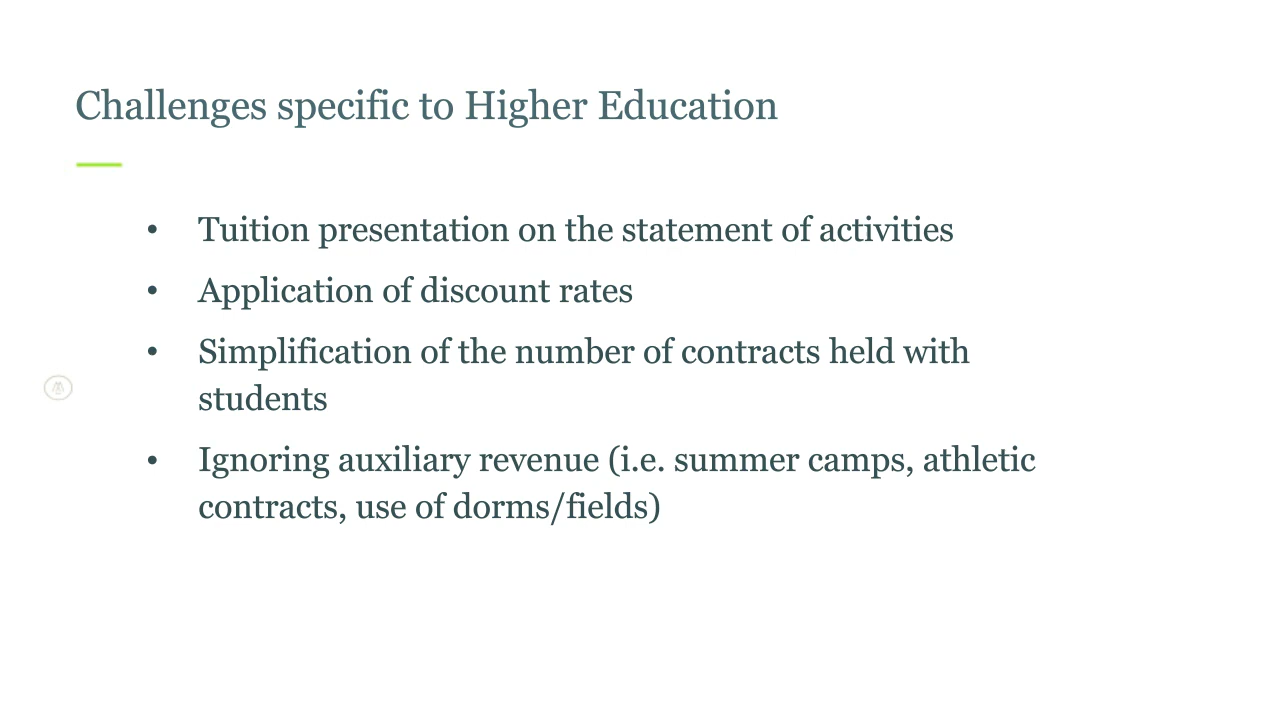 Challenges specific to Higher Education
• Tuition presentation on the statement of activities
• Application of discount rates
• Simplification of the number of contracts held with
students
• Ignoring auxiliary revenue (i.e. summer camps, athletic
contracts, use of dorms/fields)